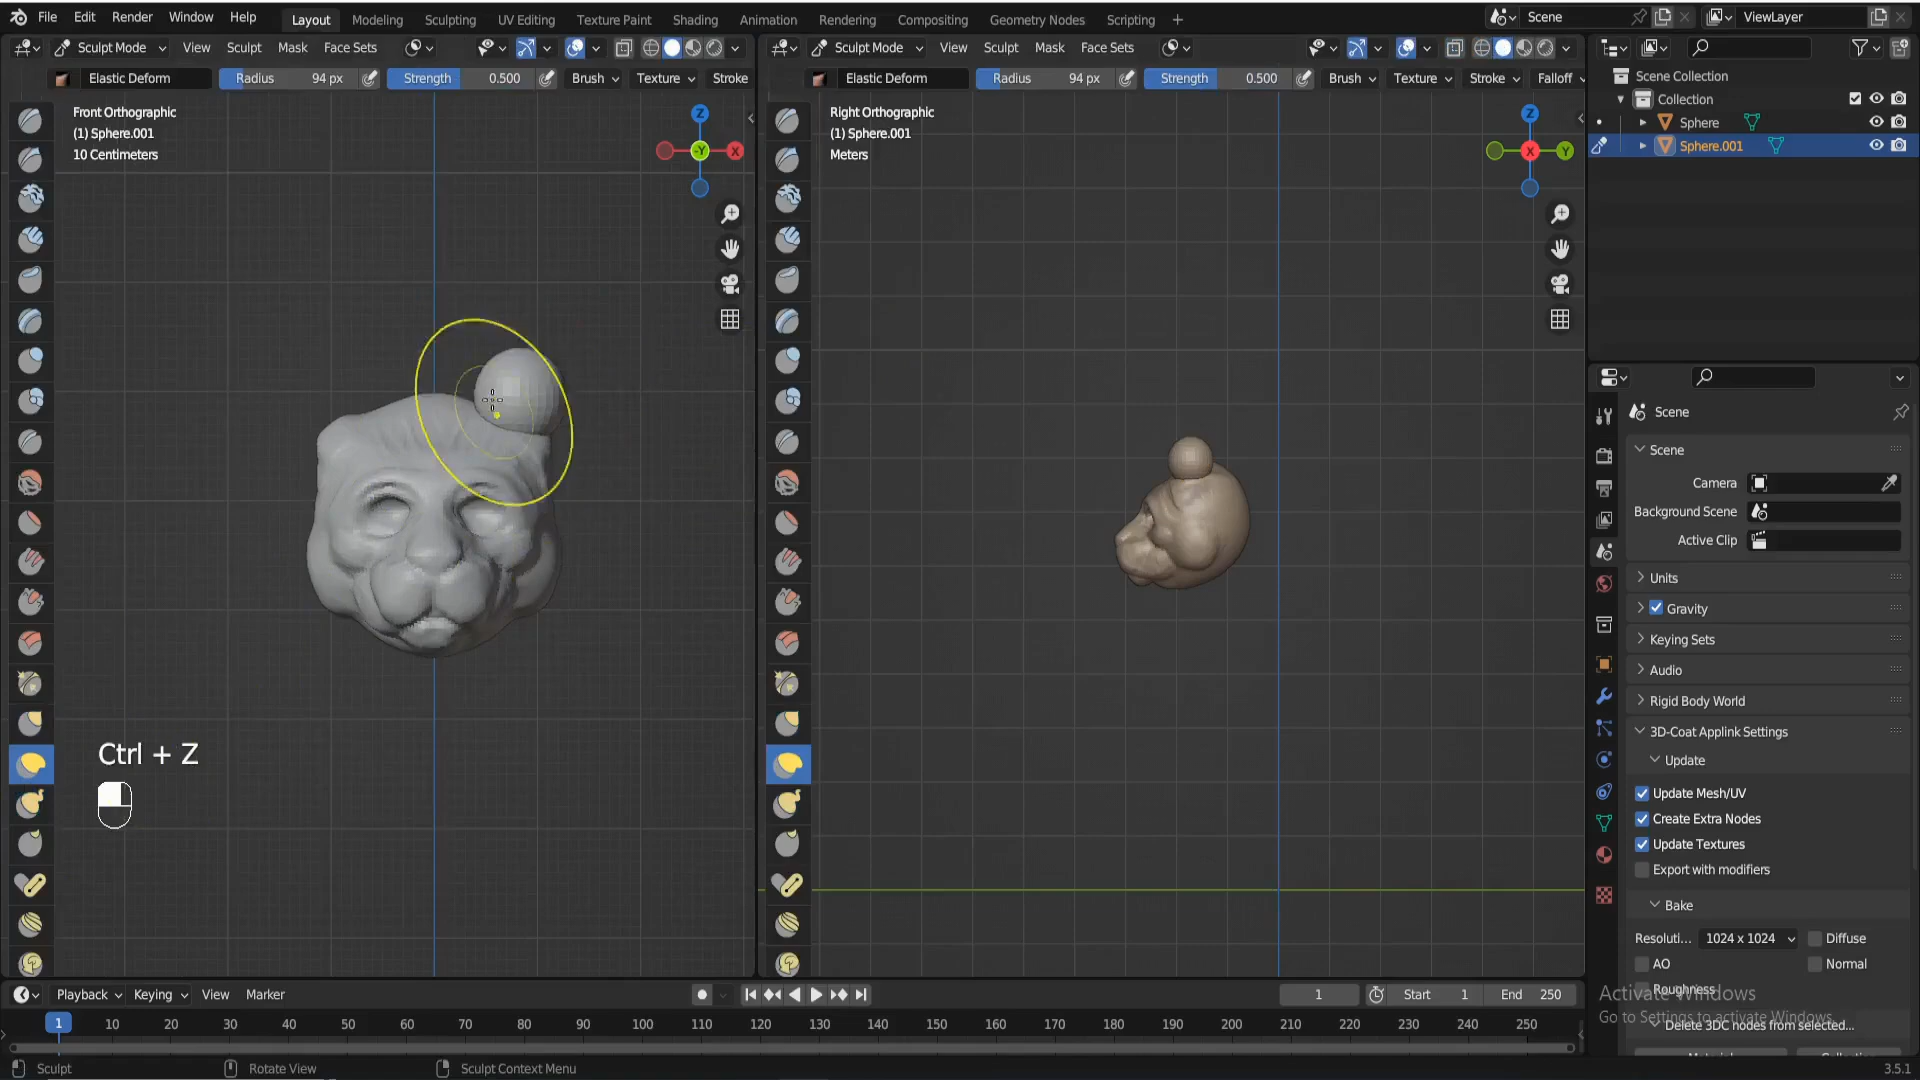 File Edit Render Window Help Layout Modeling Sculpting UV Editing Texture Paint Shading Animation Rendering Compositing Geometry Nodes Scripting + Scene ViewLayer
Sculpt Mode View Sculpt Mask Face Sets
Elastic Deform Radius 94 px Strength 0.500 Brush Texture Stroke
Front Orthographic
(1) Sphere.001
10 Centimeters
Z
-Y
X
Ctrl + Z
Sculpt Mode View Sculpt Mask Face Sets
Elastic Deform Radius 94 px Strength 0.500 Brush Texture Stroke Falloff
Right Orthographic
(1) Sphere.001
Meters
Z
X
Y
Scene Collection
Collection
Sphere
Sphere.001
Scene
Scene
Camera
Background Scene
Active Clip
Units
Gravity
Keying Sets
Audio
Rigid Body World
3D-Coat Applink Settings
Update
Update Mesh/UV
Create Extra Nodes
Update Textures
Export with modifiers
Bake
Resoluti... 1024 x 1024 Diffuse
AO Normal
Roughness
Activate Windows
Go to Settings to activate Windows.
Delete 3DC nodes from selected...
Playback Keying View Marker 1 Start 1 End 250
1 10 20 30 40 50 60 70 80 90 100 110 120 130 140 150 160 170 180 190 200 210 220 230 240 250
Sculpt Rotate View Sculpt Context Menu 3.5.1